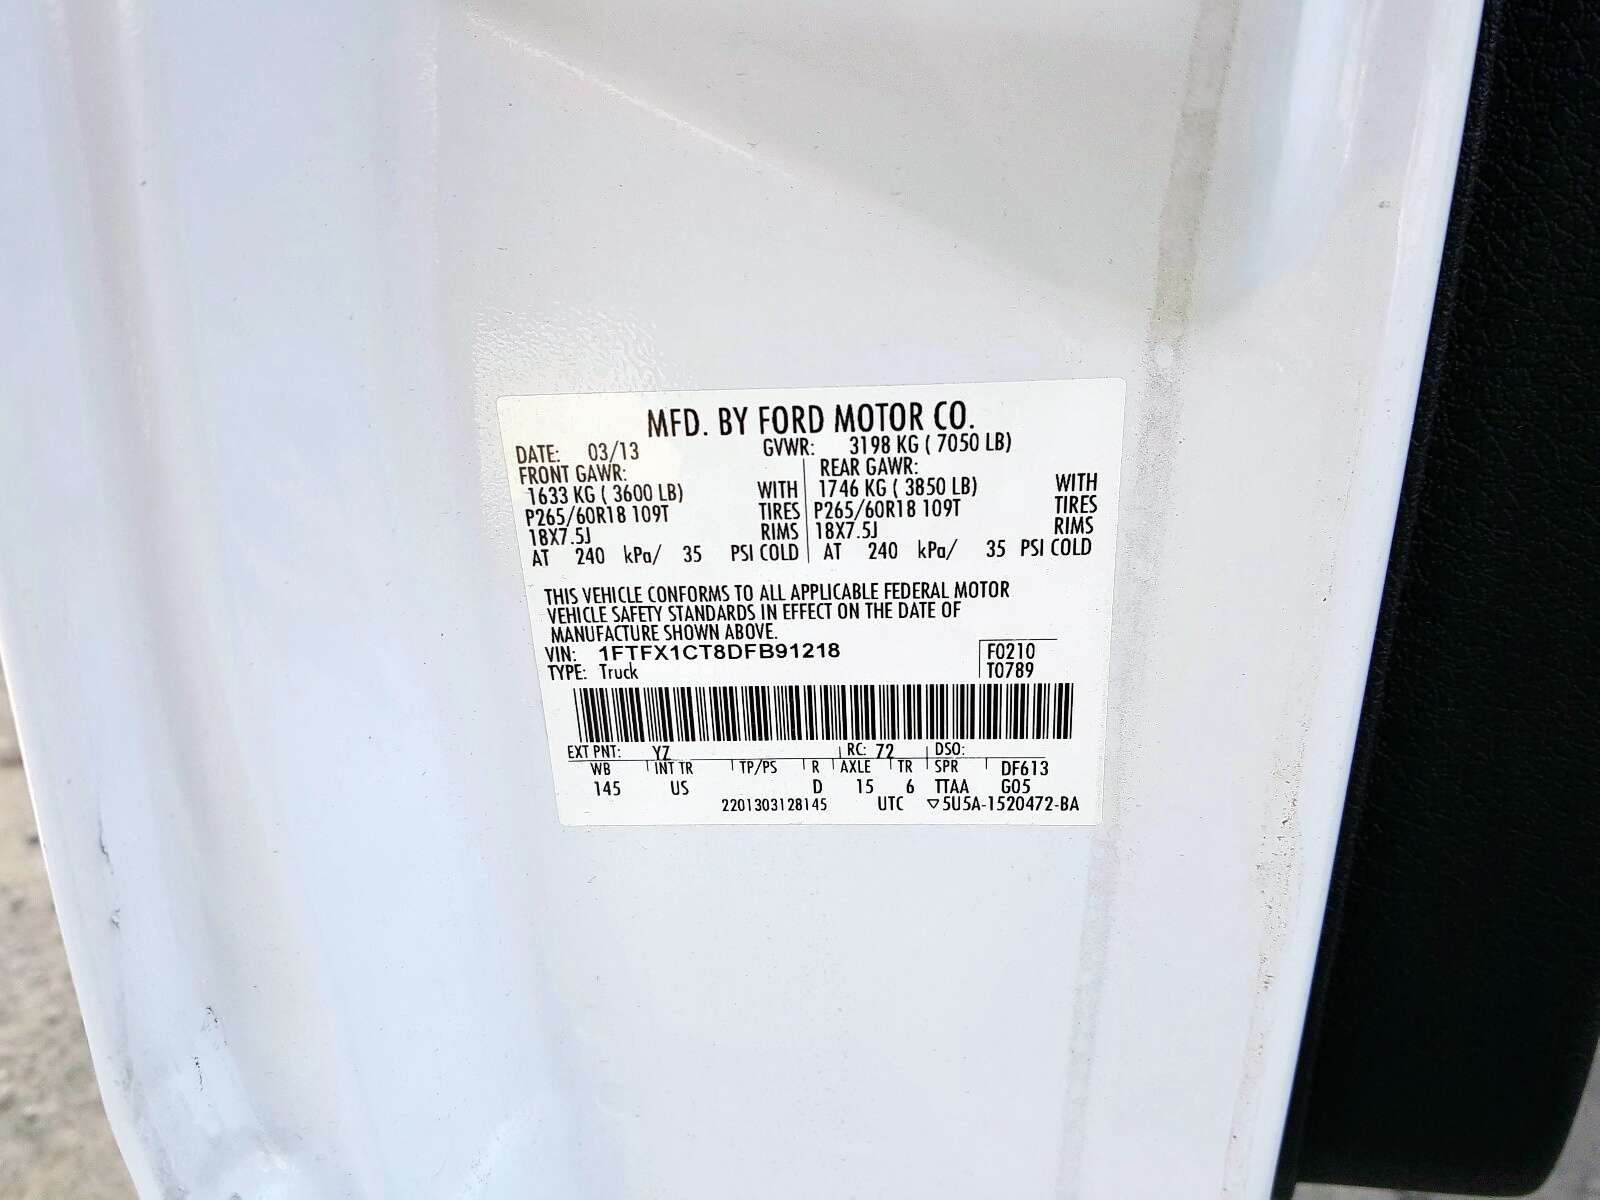 MFD. BY FORD MOTOR CO.
DATE: 03/13 GVWR: 3198 KG ( 7050 LB)
FRONT GAWR: REAR GAWR:
1633 KG ( 3600 LB) WITH 1746 KG ( 3850 LB) WITH
P265/60R18 109T TIRES P265/60R18 109T TIRES
18X7.5J RIMS 18X7.5J RIMS
AT 240 kPa/ 35 PSI COLD AT 240 kPa/ 35 PSI COLD
THIS VEHICLE CONFORMS TO ALL APPLICABLE FEDERAL MOTOR
VEHICLE SAFETY STANDARDS IN EFFECT ON THE DATE OF
MANUFACTURE SHOWN ABOVE.
VIN: 1FTFX1CT8DFB91218 F0210
TYPE: Truck T0789
EXT PNT: YZ RC: 72 DSO:
WB INT TR TP/PS R AXLE TR SPR DF613
145 US D 15 6 TTAA G05
2201303128145 UTC ▽5U5A-1520472-BA